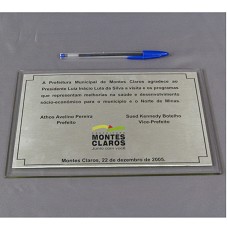 A Prefeitura Municipal de Montes Claros agradece ao
Presidente Luiz Inácio Lula da Silva a visita e os programas
que representam melhorias na saúde e desenvolvimento
sócio-econômico para o município e o Norte de Minas
Athos Avelino Pereira
Prefeito
Sued Kennedy Botelho
Vice-Prefeito
MONTES
CLAROS
Montes Claros, 22 de dezembro de 2005.